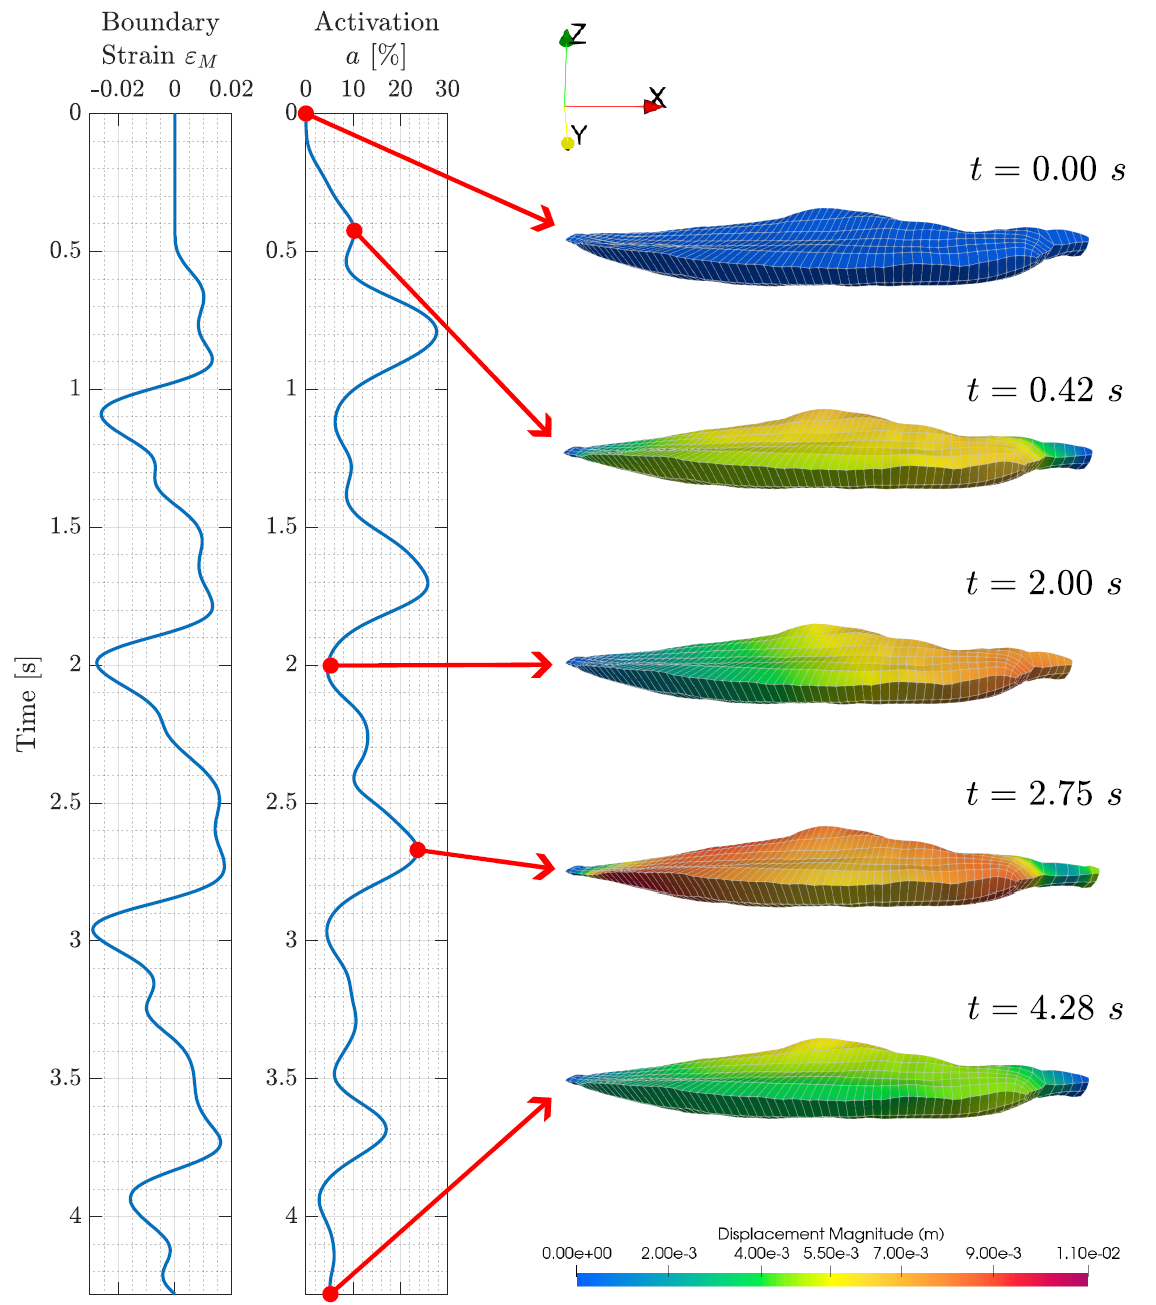 Boundary
Strain ε_M
-0.02 0 0.02
Activation
a [%]
0 10 20 30
Time [s]
0
0.5
1
1.5
2
2.5
3
3.5
4
0
0.5
1
1.5
2
2.5
3
3.5
4
Z
X
Y
t = 0.00 s
t = 0.42 s
t = 2.00 s
t = 2.75 s
t = 4.28 s
Displacement Magnitude (m)
0.00e+00 2.00e-3 4.00e-3 5.50e-3 7.00e-3 9.00e-3 1.10e-02